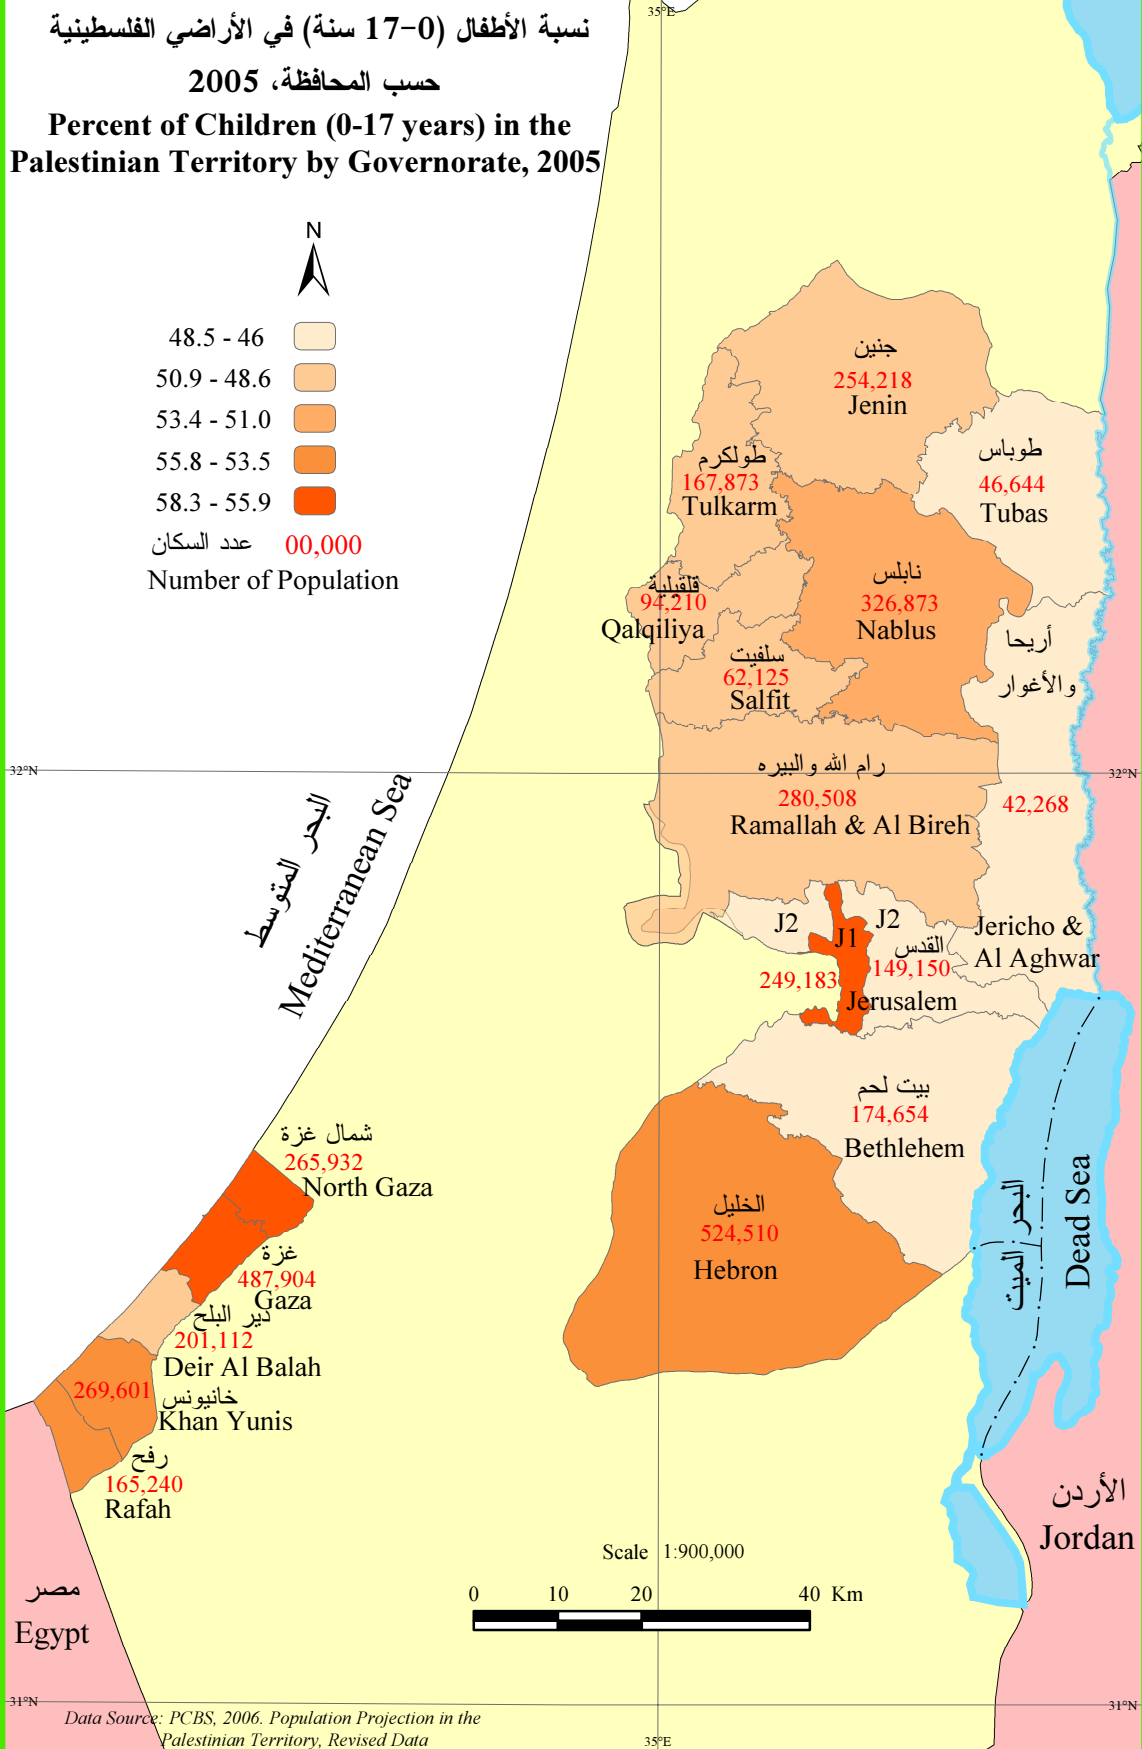 35°E
نسبة الأطفال (0-17 سنة) في الأراضي الفلسطينية
حسب المحافظة، 2005
Percent of Children (0-17 years) in the
Palestinian Territory by Governorate, 2005
N
48.5 - 46
50.9 - 48.6
53.4 - 51.0
55.8 - 53.5
58.3 - 55.9
عدد السكان 00,000
Number of Population
جنين
254,218
Jenin
طوباس
46,644
Tubas
طولكرم
167,873
Tulkarm
نابلس
326,873
Nablus
قلقيلية
94,210
Qalqiliya
سلفيت
62,125
Salfit
أريحا
والأغوار
42,268
Jericho &
Al Aghwar
32°N
32°N
رام الله والبيره
280,508
Ramallah & Al Bireh
البحر المتوسط
Mediterranean Sea
J2
J1
J2
القدس
249,183
149,150
Jerusalem
بيت لحم
174,654
Bethlehem
الخليل
524,510
Hebron
البحر الميت
Dead Sea
شمال غزة
265,932
North Gaza
غزة
487,904
Gaza
دير البلح
201,112
Deir Al Balah
269,601
خانيونس
Khan Yunis
رفح
165,240
Rafah
الأردن
Jordan
مصر
Egypt
Scale 1:900,000
0 10 20 40 Km
31°N
31°N
Data Source: PCBS, 2006. Population Projection in the
Palestinian Territory, Revised Data
35°E